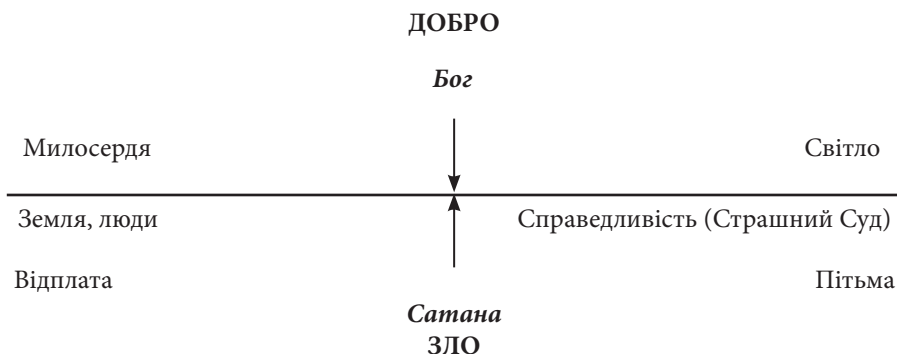 ДОБРО
Бог
Милосердя Світло
Земля, люди Справедливість (Страшний Суд)
Відплата Пітьма
Сатана
ЗЛО